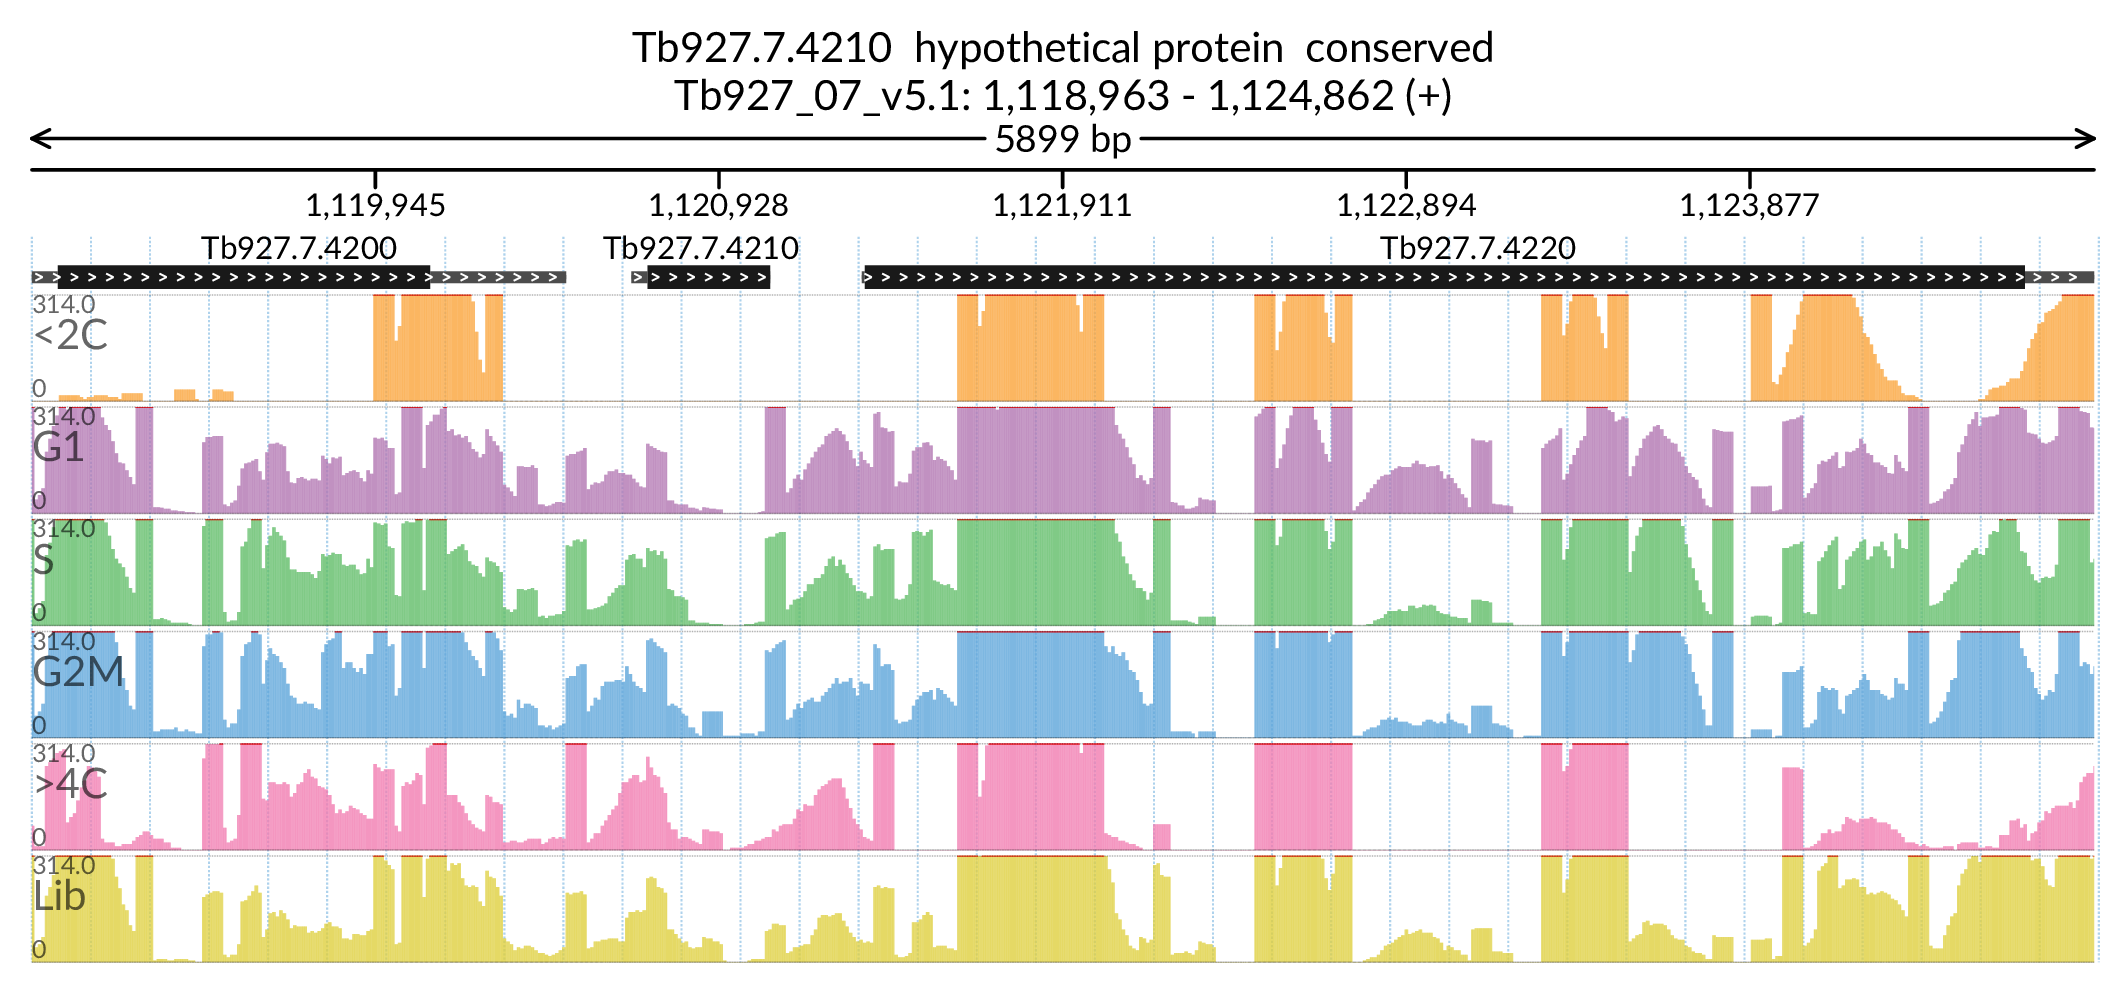 Tb927.7.4210  hypothetical protein  conserved
Tb927_07_v5.1: 1,118,963 - 1,124,862 (+)
5899 bp
1,119,945 1,120,928 1,121,911 1,122,894 1,123,877
Tb927.7.4200 Tb927.7.4210 Tb927.7.4220
314.0
<2C
0
314.0
G1
0
314.0
S
0
314.0
G2M
0
314.0
>4C
0
314.0
Lib
0